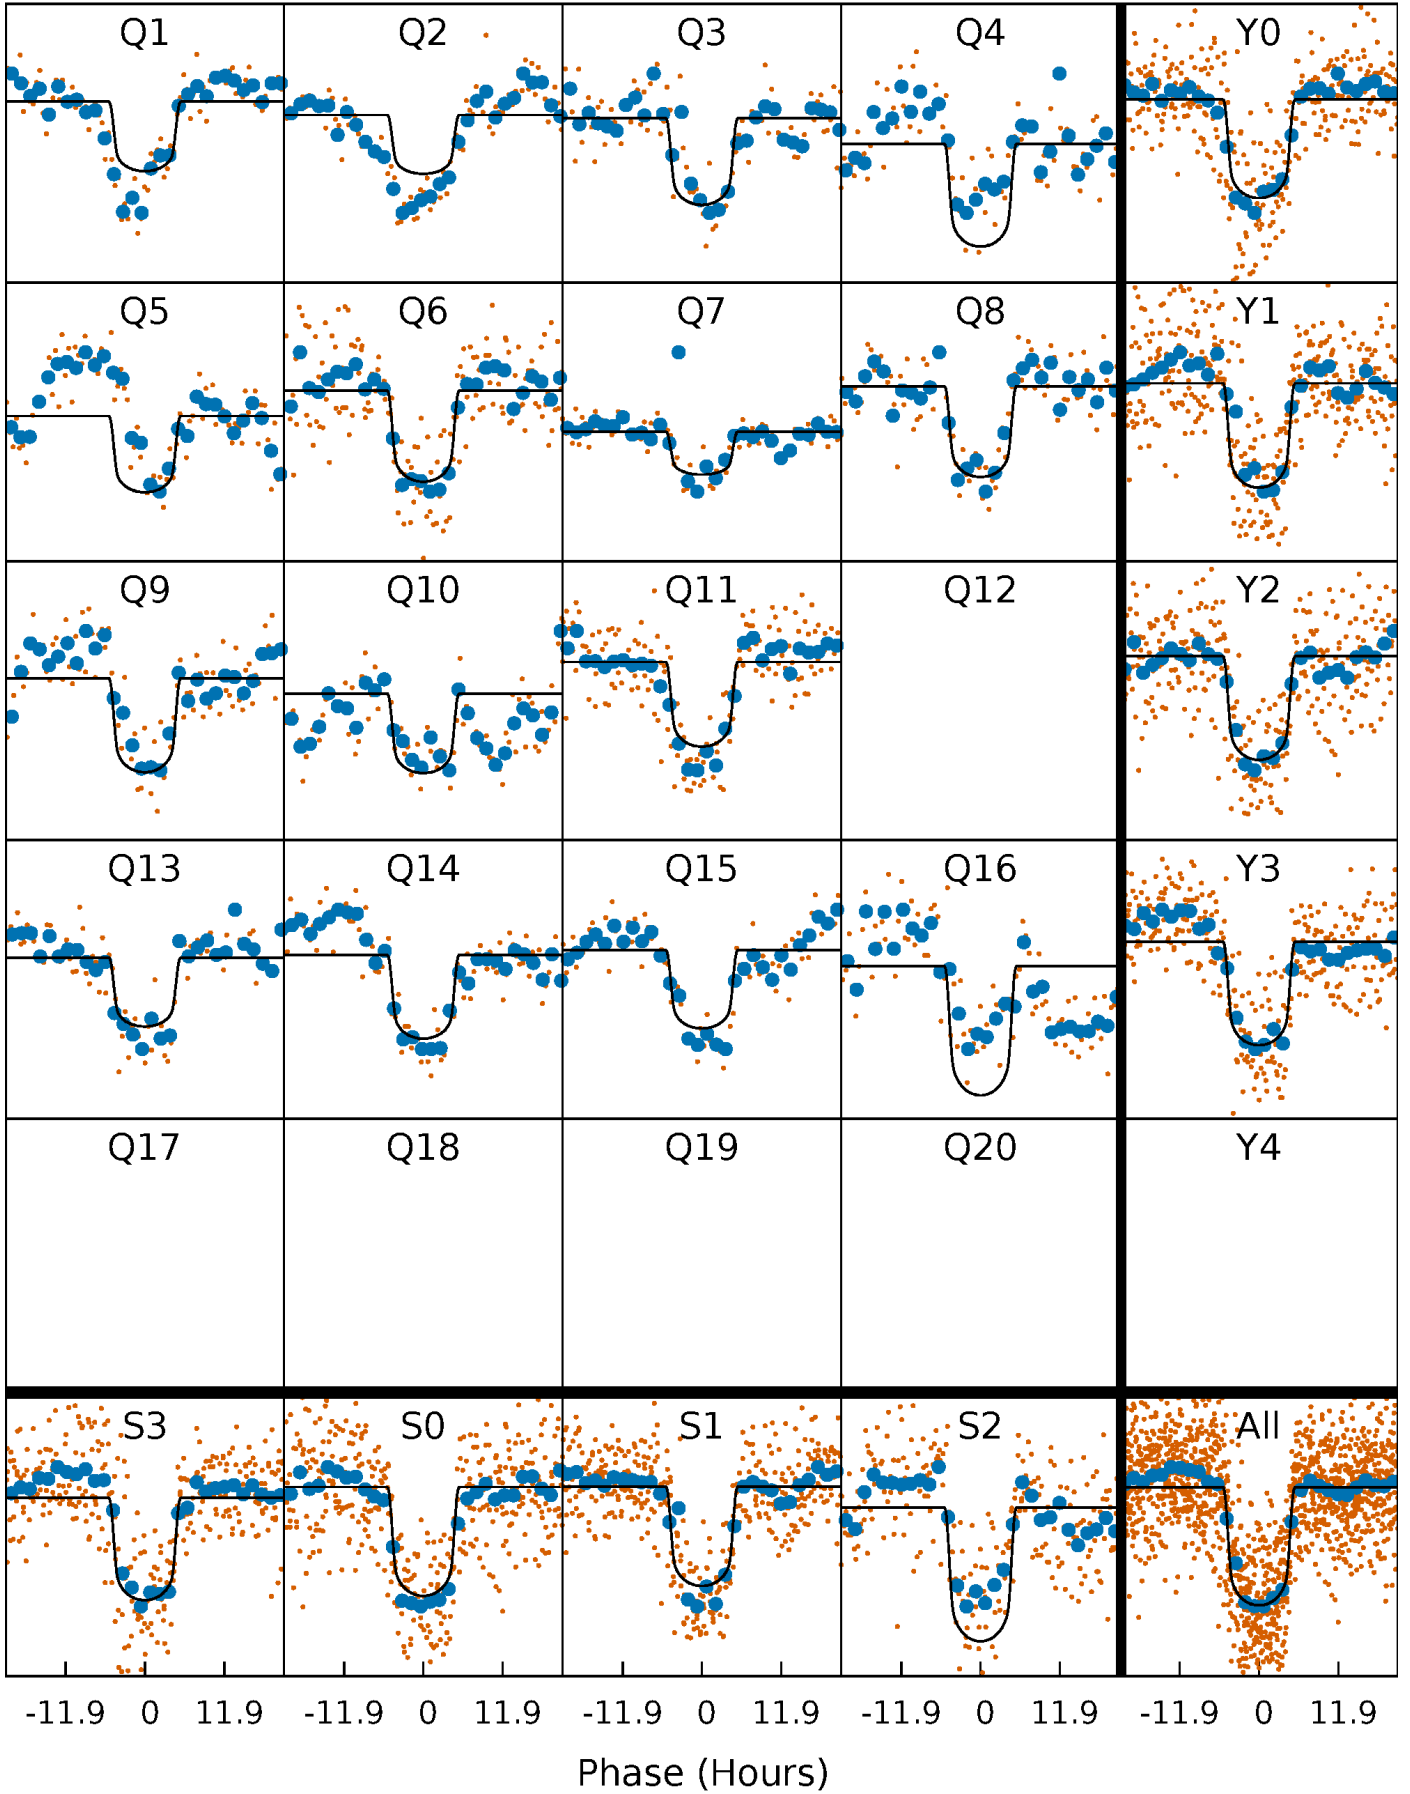 Q1 Q2 Q3 Q4 Y0
Q5 Q6 Q7 Q8 Y1
Q9 Q10 Q11 Q12 Y2
Q13 Q14 Q15 Q16 Y3
Q17 Q18 Q19 Q20 Y4
S3 S0 S1 S2 All
-11.9 0 11.9 -11.9 0 11.9 -11.9 0 11.9 -11.9 0 11.9 -11.9 0 11.9
Phase (Hours)